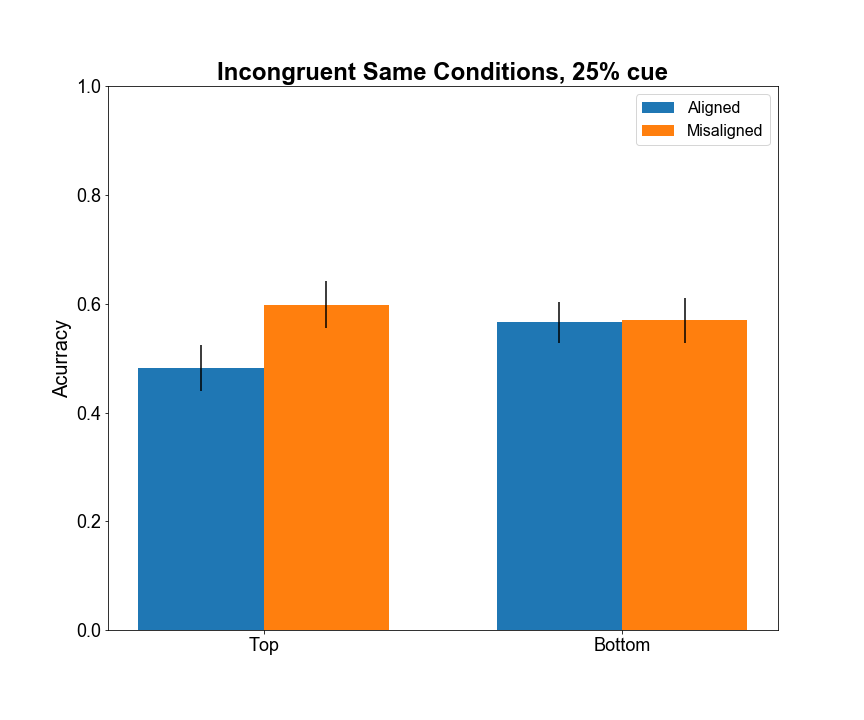 Incongruent Same Conditions, 25% cue
1.0
Aligned
Misaligned
0.8
0.6
Acurracy
0.4
0.2
0.0
Top Bottom